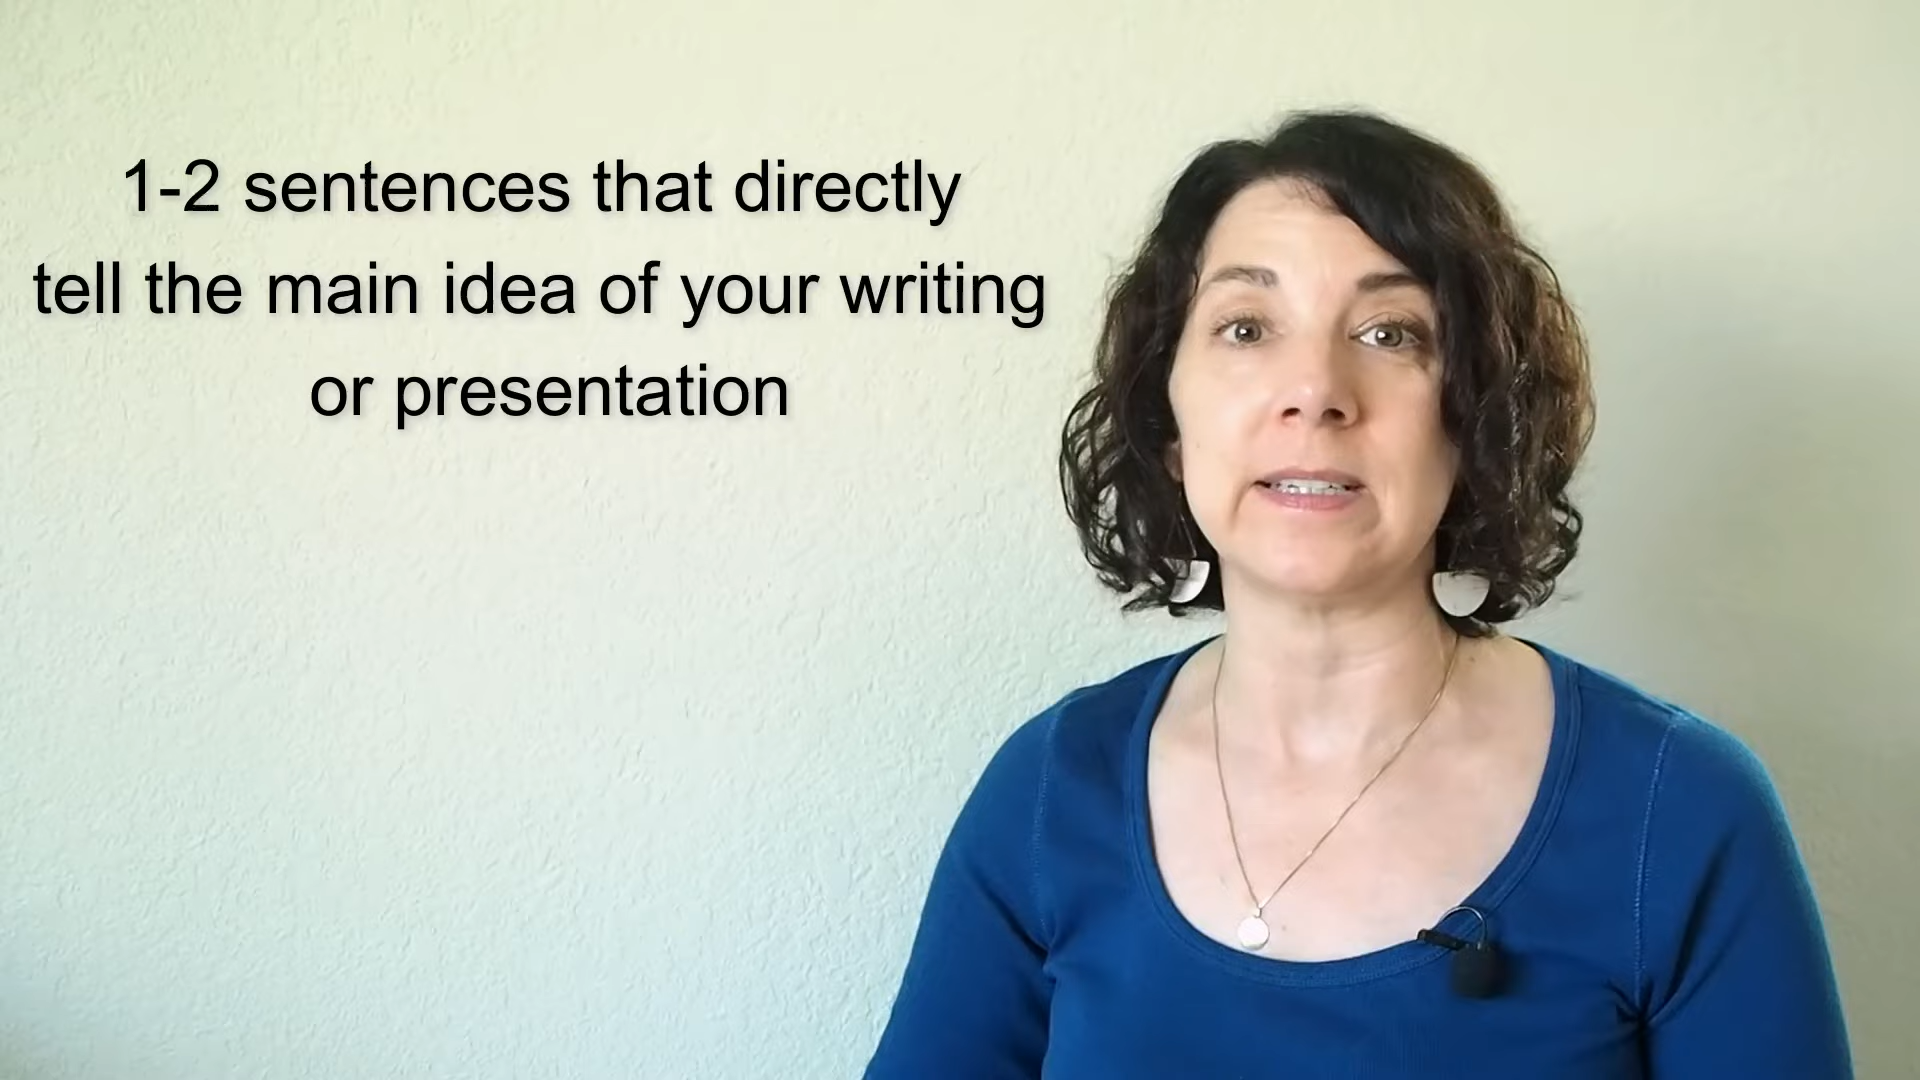 1-2 sentences that directly
tell the main idea of your writing
or presentation